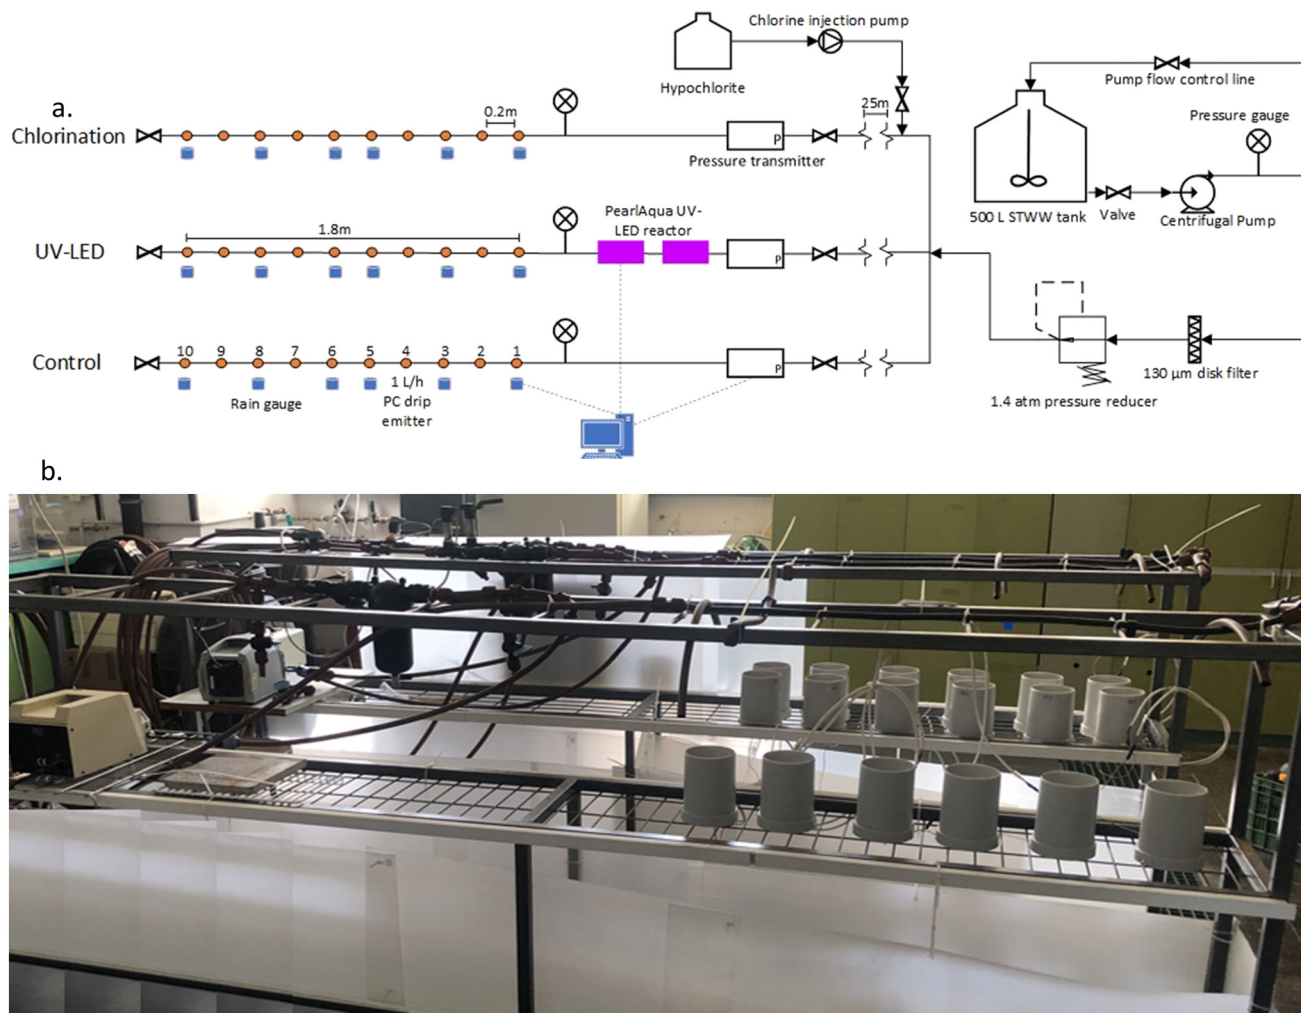 a.
Chlorine injection pump
Hypochlorite
Pump flow control line
Pressure gauge
0.2m
25m
Chlorination
P
Pressure transmitter
500 L STWW tank
Valve
Centrifugal Pump
PearlAqua UV-
LED reactor
1.8m
UV-LED
P
Control
10 9 8 7 6 5 4 3 2 1
P
Rain gauge
1 L/h
PC drip
emitter
130 µm disk filter
1.4 atm pressure reducer
b.